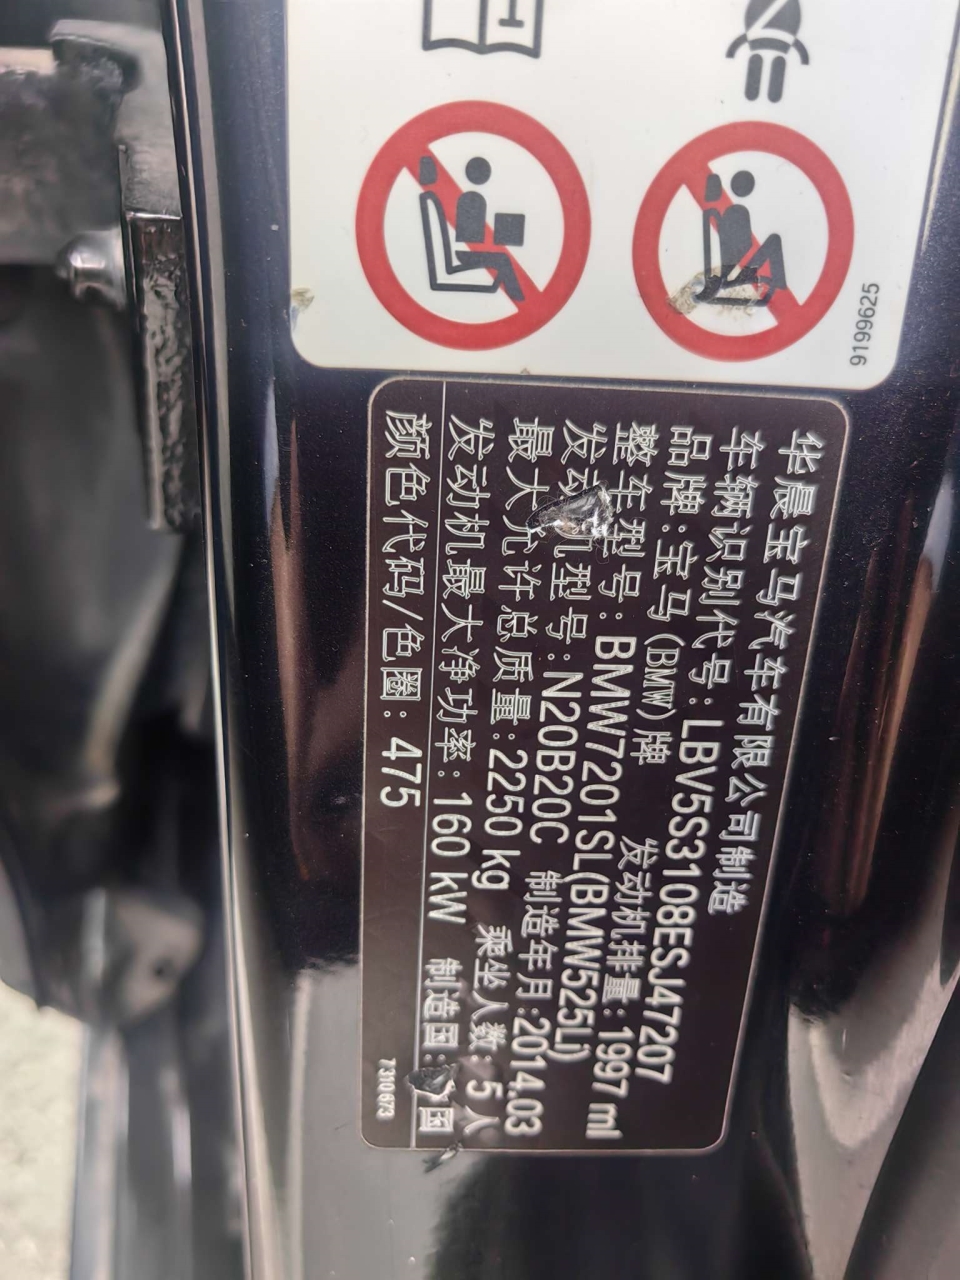 9199625
华晨宝马汽车有限公司制造
车辆识别代号：LBV5S3108ESJ47207
品牌：宝马(BMW)牌 发动机排量：1997 ml
整车型号：BMW7201SL(BMW525Li)
发动机型号：N20B20C 制造年月：2014.03
最大允许总质量：2250 kg 乘坐人数：5人
发动机最大净功率：160 kW 制造国：国
颜色代码/色圈：475
7310673